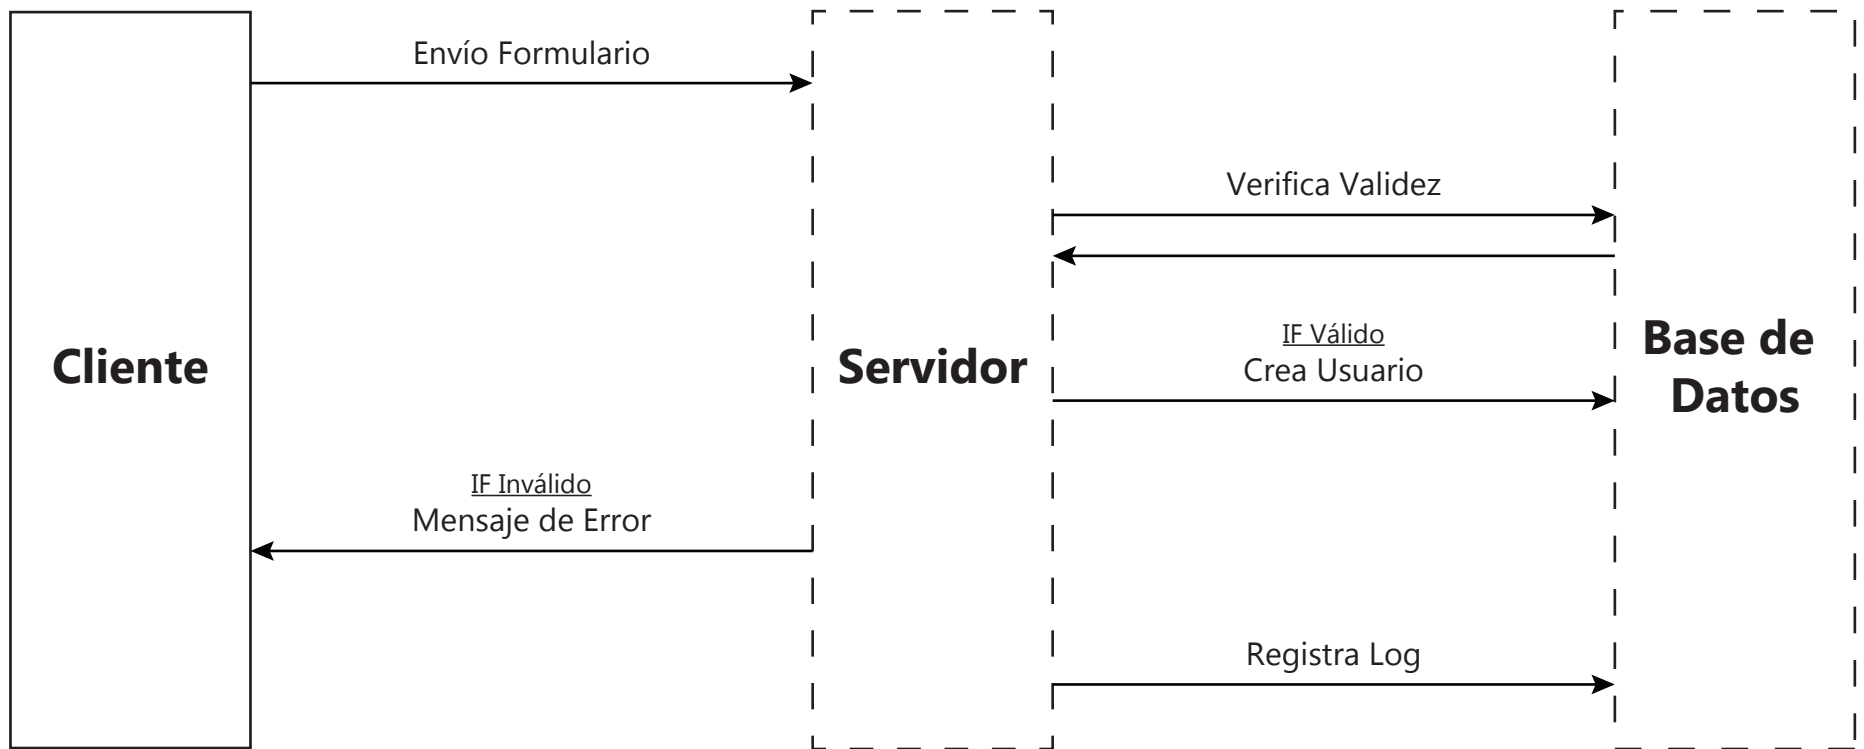 Envío Formulario
Verifica Validez
IF Válido
Crea Usuario
Cliente
Servidor
Base de
Datos
IF Inválido
Mensaje de Error
Registra Log